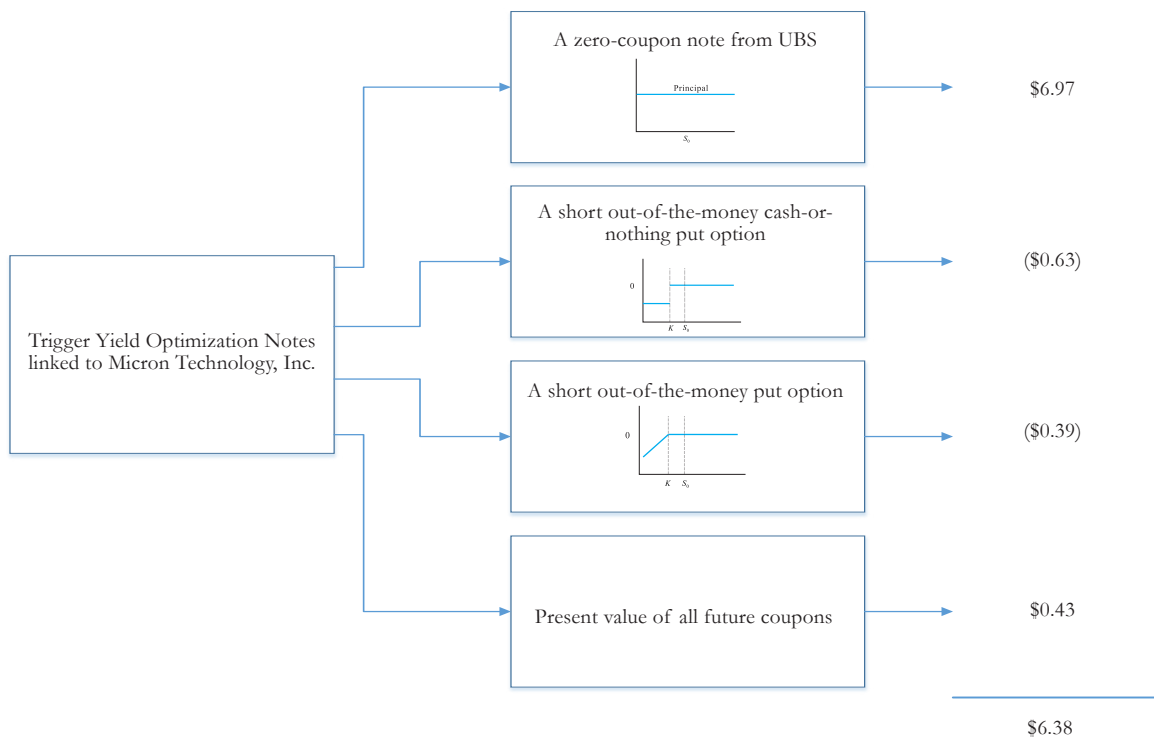 A zero-coupon note from UBS
Principal
S0
$6.97
A short out-of-the-money cash-or-
nothing put option
0
K S0
($0.63)
Trigger Yield Optimization Notes
linked to Micron Technology, Inc.
A short out-of-the-money put option
0
K S0
($0.39)
Present value of all future coupons
$0.43
$6.38